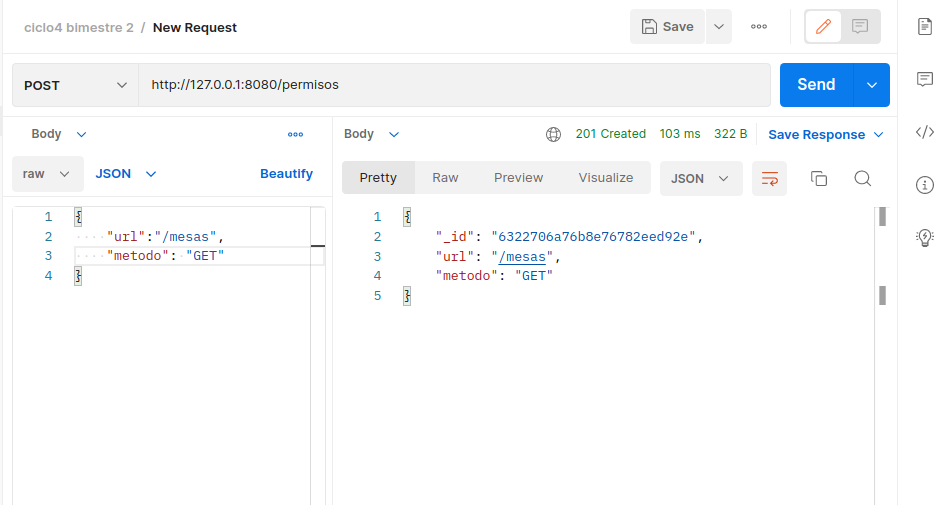 ciclo4 bimestre 2 / New Request
Save
POST
http://127.0.0.1:8080/permisos
Send
Body
raw
JSON
Beautify
1 {
2 "url":"/mesas",
3 "metodo": "GET"
4 }
Body
201 Created 103 ms 322 B
Save Response
Pretty Raw Preview Visualize
JSON
1 {
2 "_id": "6322706a76b8e76782eed92e",
3 "url": "/mesas",
4 "metodo": "GET"
5 }